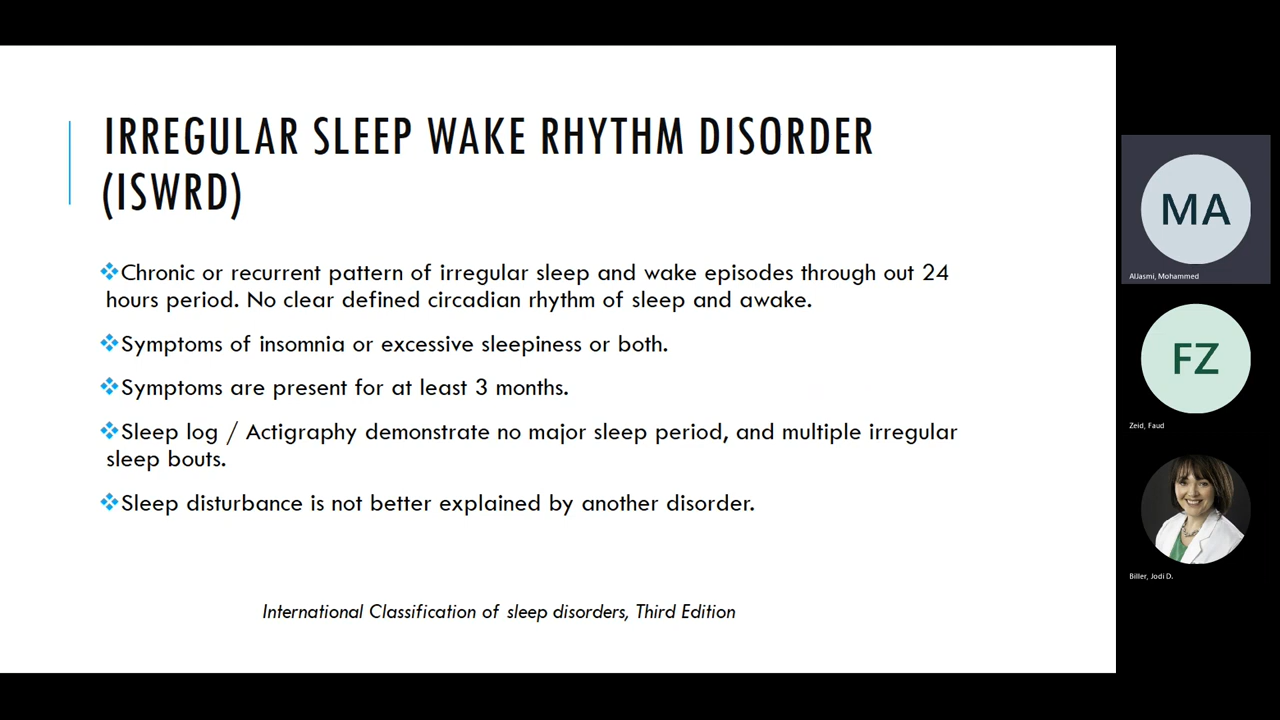 IRREGULAR SLEEP WAKE RHYTHM DISORDER
(ISWRD)
❖Chronic or recurrent pattern of irregular sleep and wake episodes through out 24
hours period. No clear defined circadian rhythm of sleep and awake.
❖Symptoms of insomnia or excessive sleepiness or both.
❖Symptoms are present for at least 3 months.
❖Sleep log / Actigraphy demonstrate no major sleep period, and multiple irregular
sleep bouts.
❖Sleep disturbance is not better explained by another disorder.
International Classification of sleep disorders, Third Edition
MA
AlJasmi, Mohammed
FZ
Zeid, Faud
Biller, Jodi D.